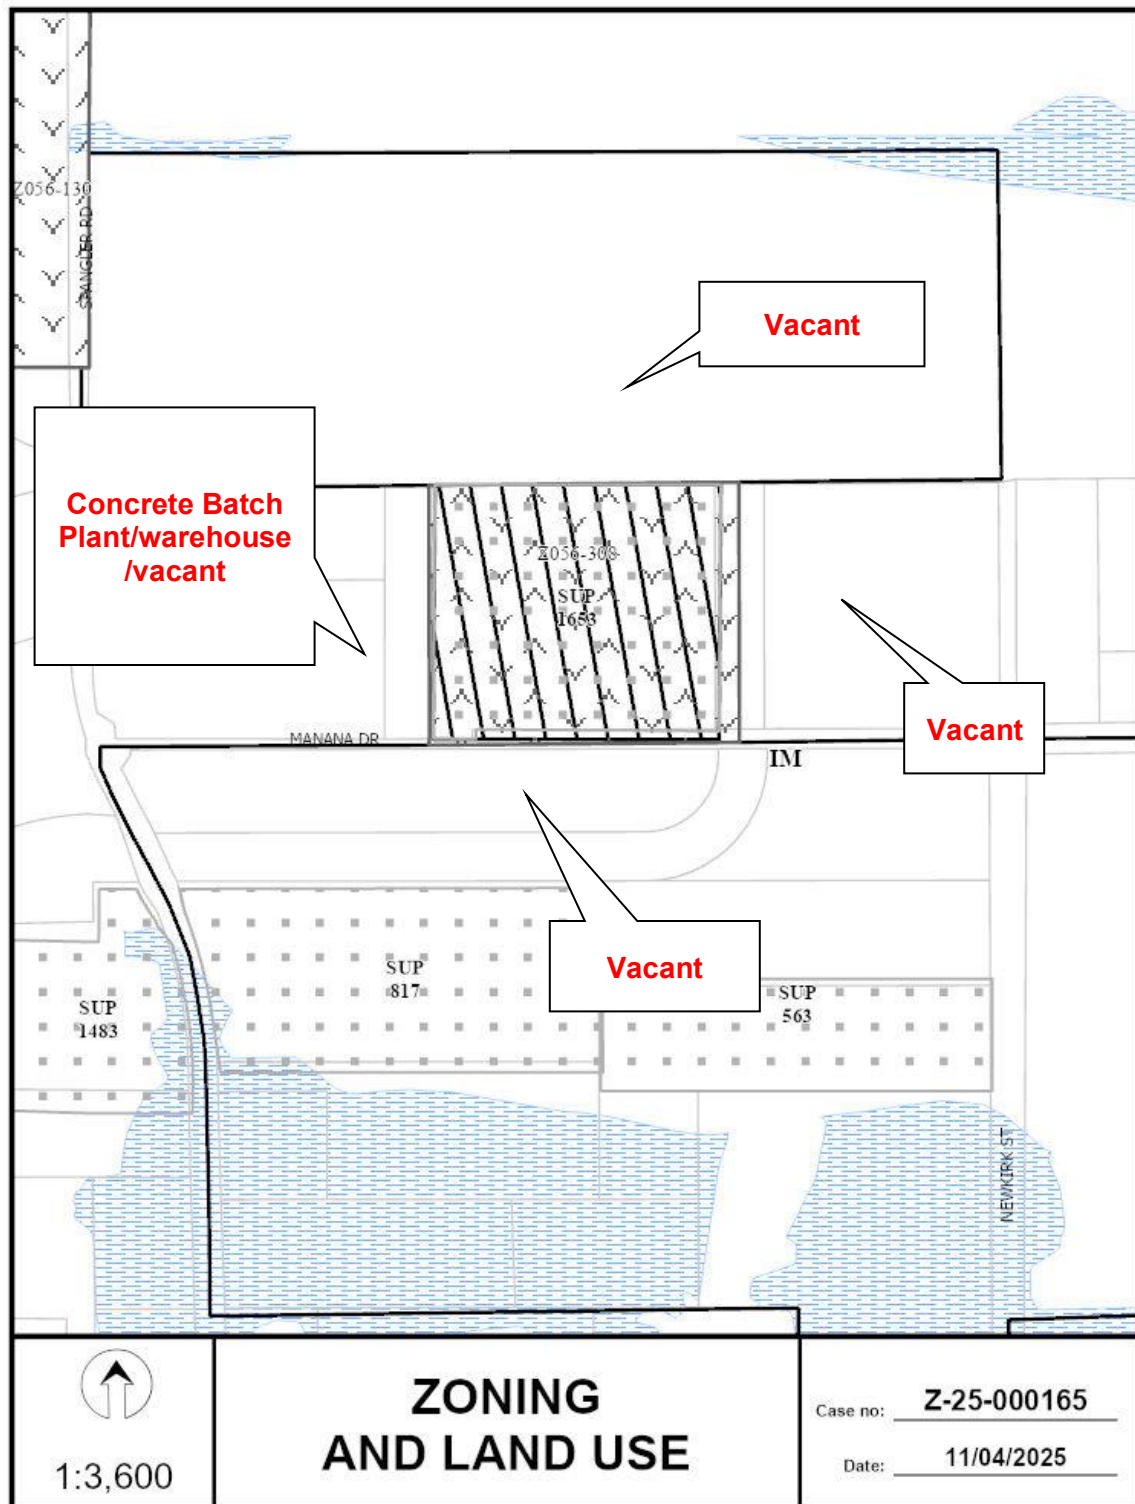 Z056-130
SPANGLER RD
Vacant
Concrete Batch
Plant/warehouse
/vacant
Z056-308
SUP
1653
Vacant
MANANA DR
IM
Vacant
SUP
817
SUP
563
SUP
1483
NEWKIRK ST
1:3,600
ZONING
AND LAND USE
Case no: Z-25-000165
Date: 11/04/2025